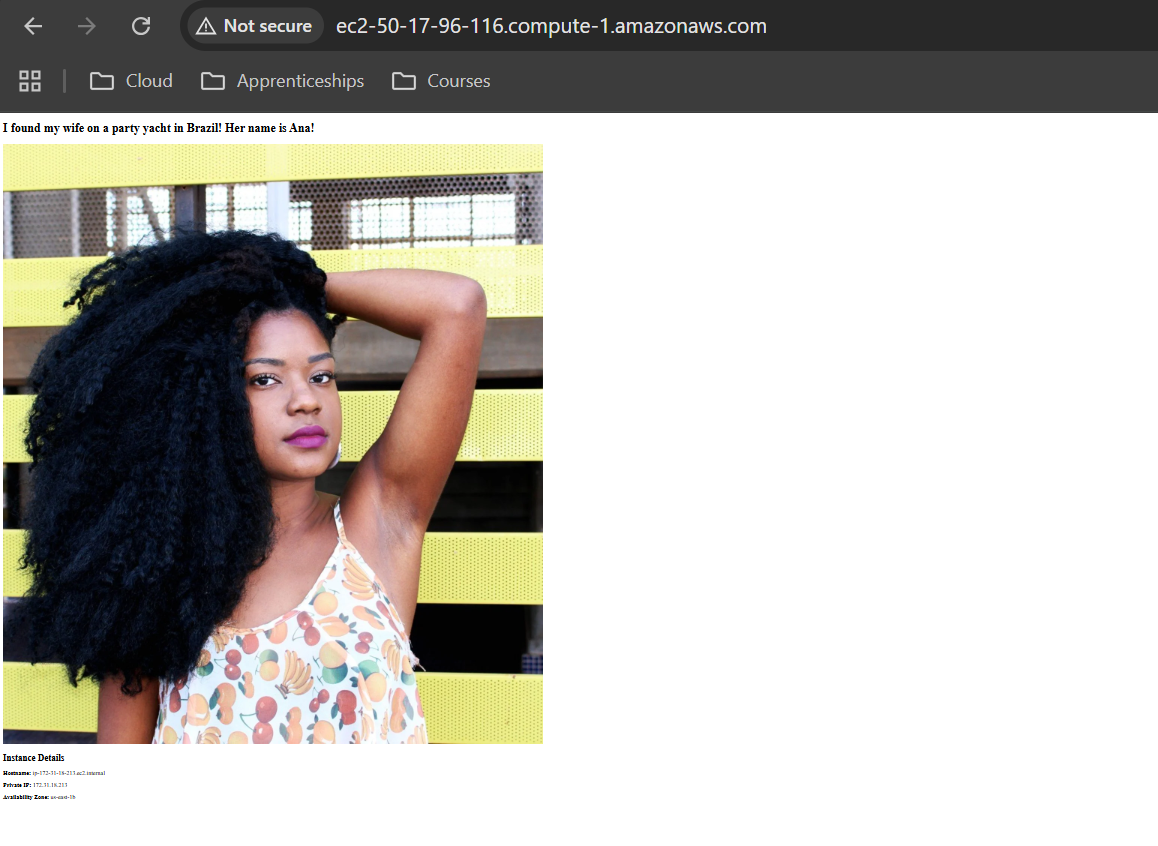 Not secure ec2-50-17-96-116.compute-1.amazonaws.com
Cloud Apprenticeships Courses
I found my wife on a party yacht in Brazil! Her name is Ana!
Instance Details
Hostname: ip-172-31-18-213.ec2.internal
Private IP: 172.31.18.213
Availability Zone: us-east-1b